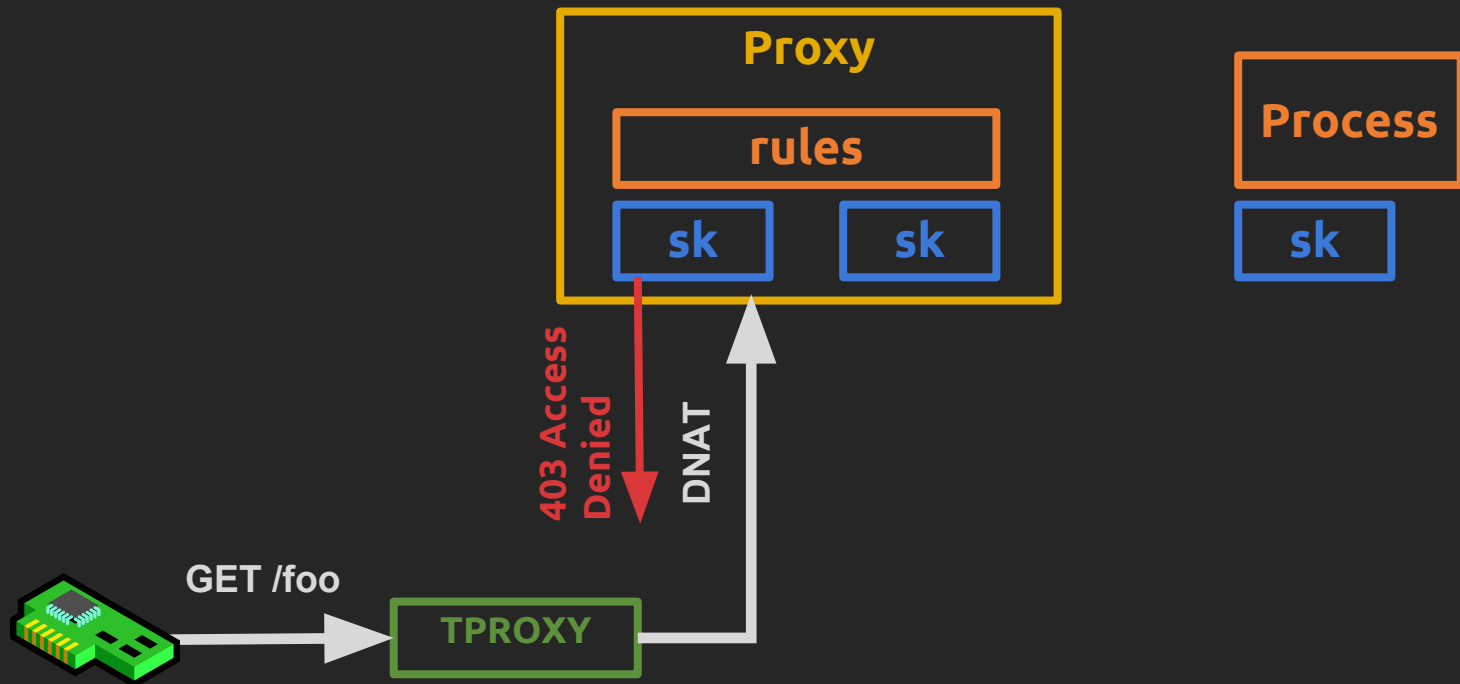 Proxy
rules
sk
sk
Process
sk
403 Access
Denied
DNAT
GET /foo
TPROXY